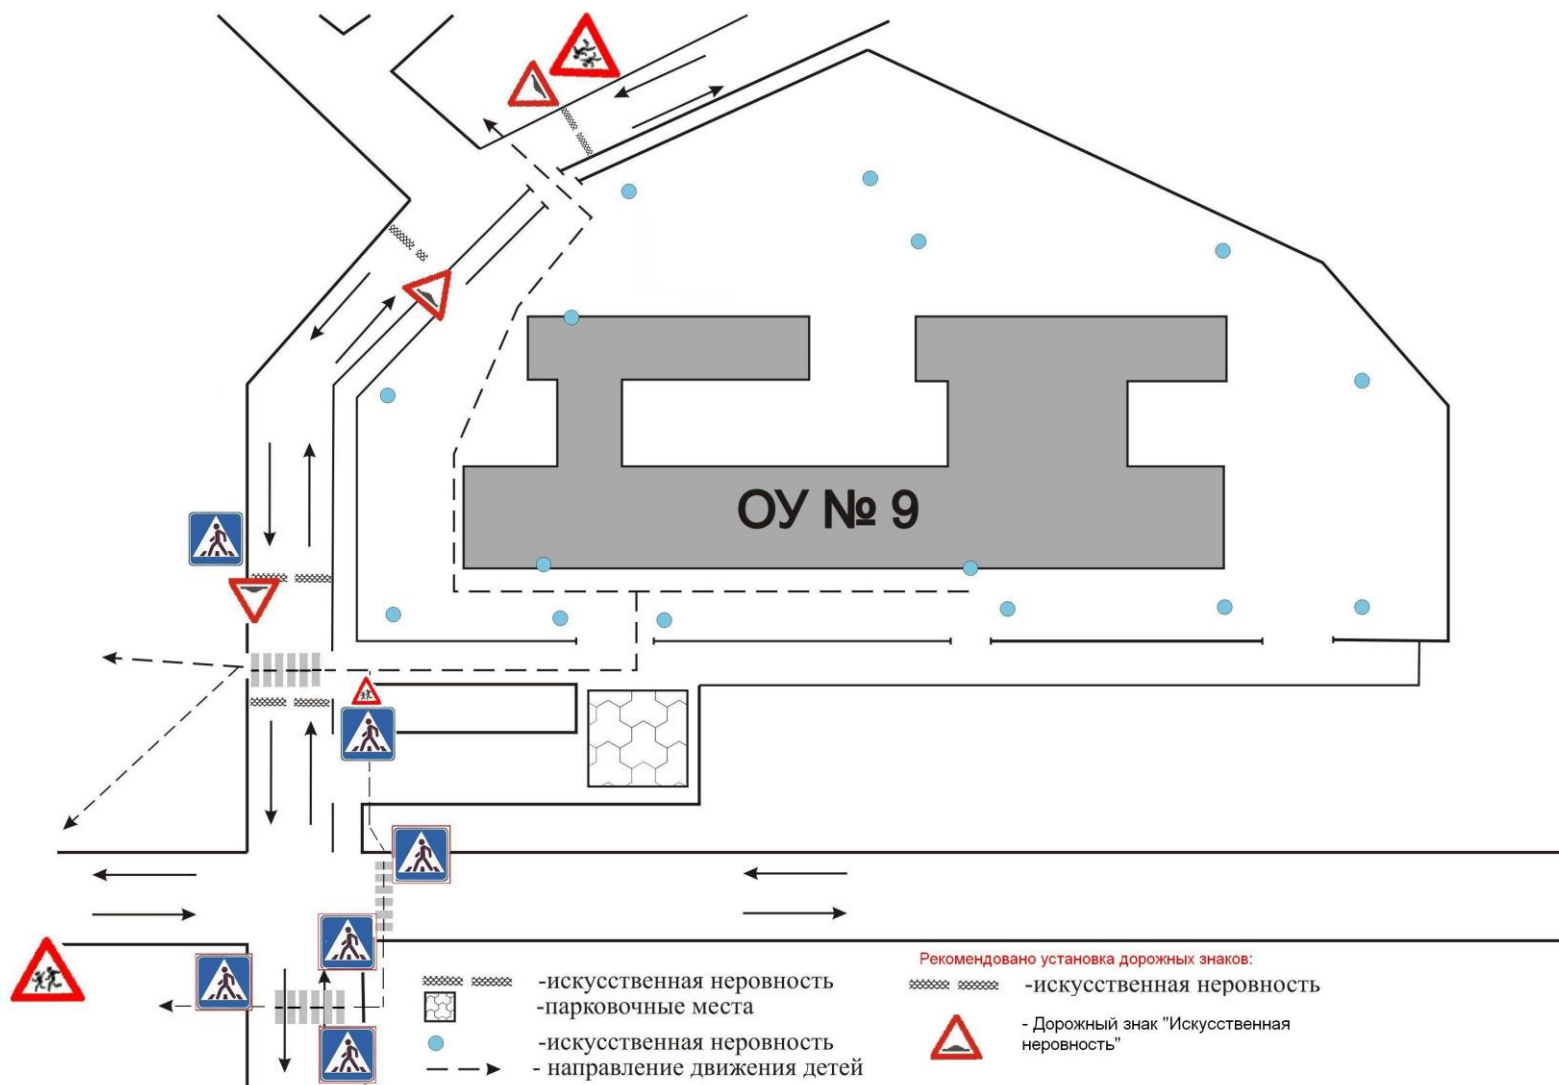 ОУ № 9
-искусственная неровность
-парковочные места
-искусственная неровность
- направление движения детей
Рекомендовано установка дорожных знаков:
-искусственная неровность
- Дорожный знак "Искусственная
неровность"